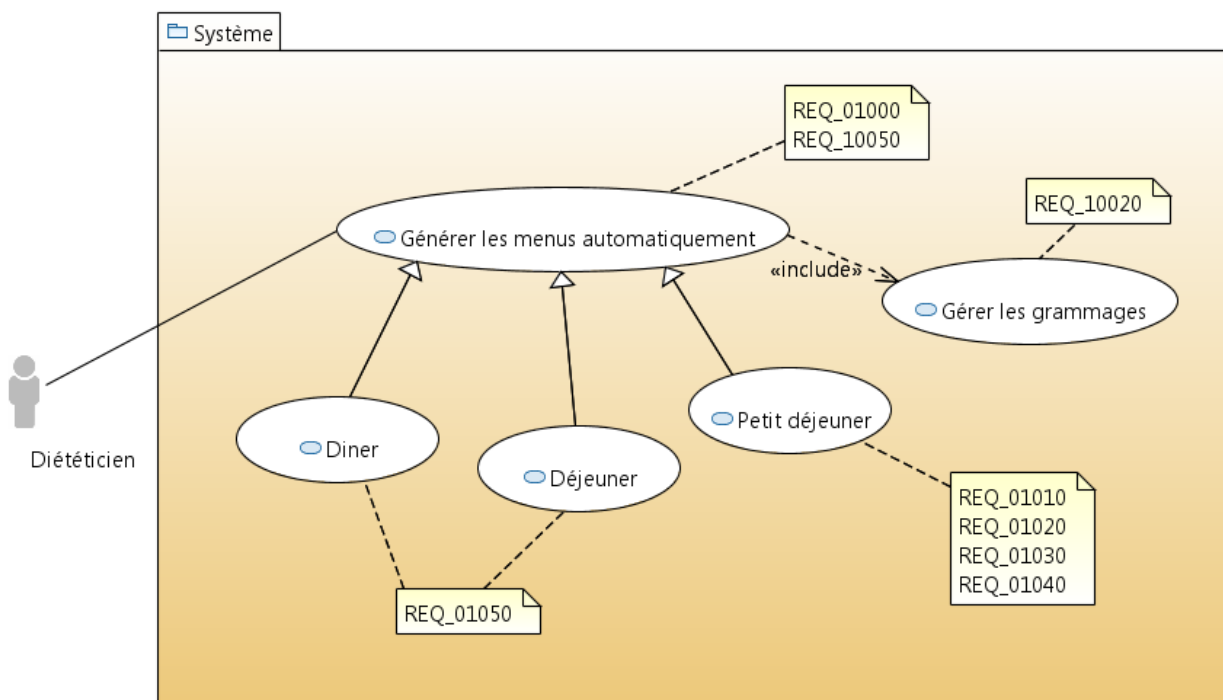 Système
REQ_01000
REQ_10050
REQ_10020
Générer les menus automatiquement
«include»
Gérer les grammages
Petit déjeuner
Diner
Déjeuner
Diététicien
REQ_01010
REQ_01020
REQ_01030
REQ_01040
REQ_01050